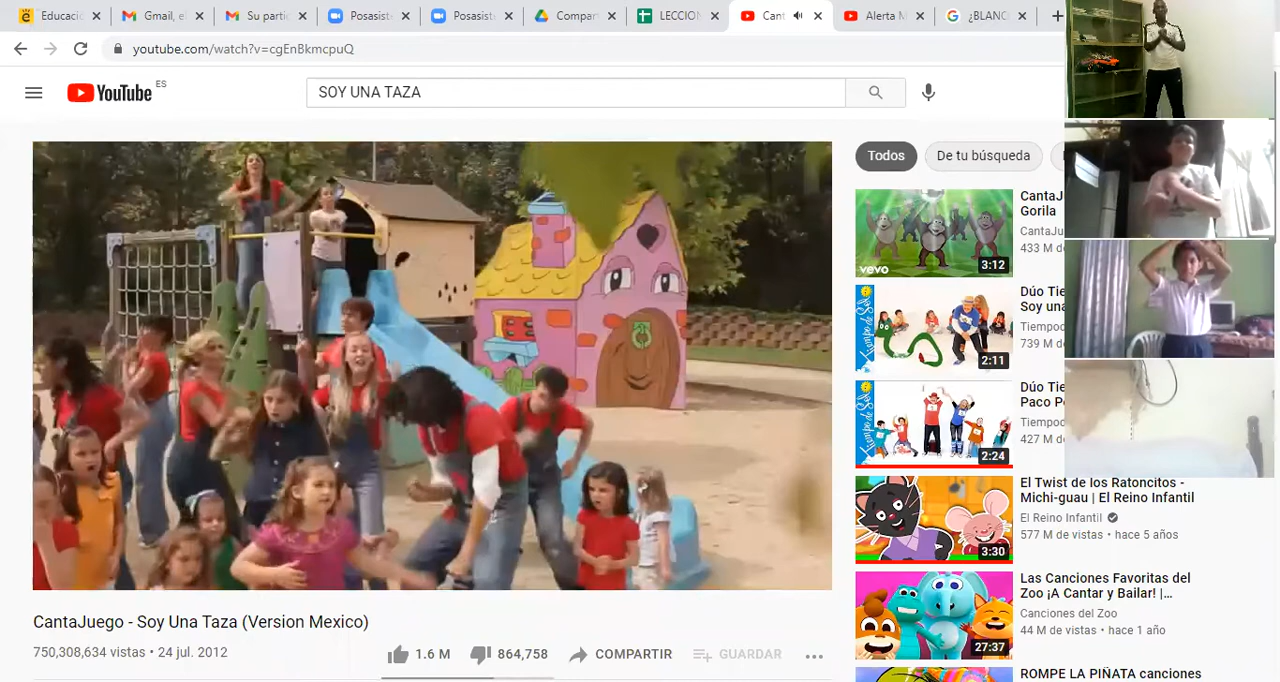 Educaci
Gmail, el
Su parti
Posasist
Posasist
Compar
LECCION
Cant
Alerta M
¿BLANC
youtube.com/watch?v=cgEnBkmcpuQ
YouTube ES
SOY UNA TAZA
Todos
De tu búsqueda
CantaJ
Gorila
CantaJu
433 M de
vevo
3:12
Dúo Tie
Soy una
Tiempod
739 M de
2:11
Dúo Tie
Paco Pe
Tiempod
427 M de
2:24
El Twist de los Ratoncitos -
Michi-guau | El Reino Infantil
El Reino Infantil
577 M de vistas • hace 5 años
3:30
Las Canciones Favoritas del
Zoo ¡A Cantar y Bailar! |...
Canciones del Zoo
44 M de vistas • hace 1 año
27:37
ROMPE LA PIÑATA canciones
CantaJuego - Soy Una Taza (Version Mexico)
750,308,634 vistas • 24 jul. 2012
1.6 M
864,758
COMPARTIR
GUARDAR